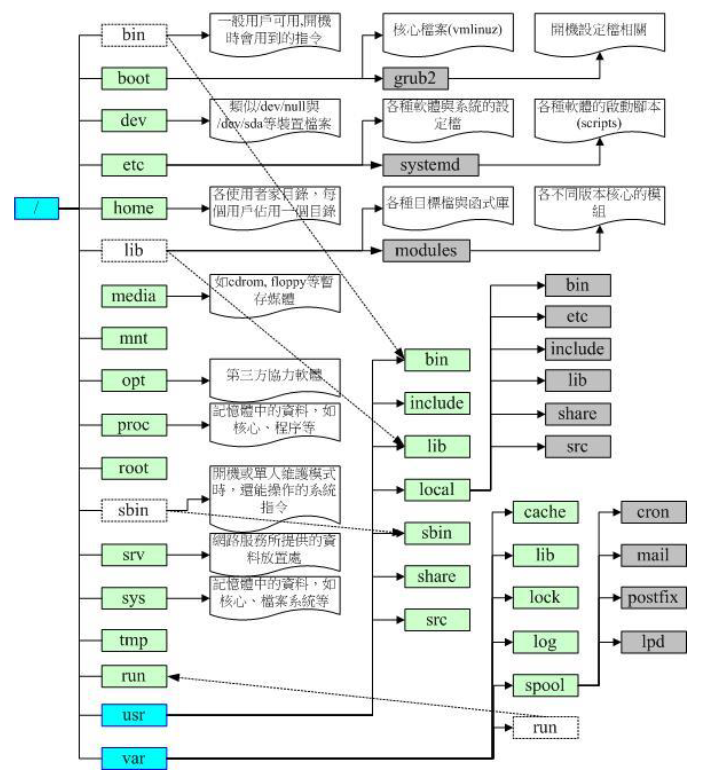 bin
一般用戶可用,開機
時會用到的指令
核心檔案(vmlinuz)
開機設定檔相關
boot
grub2
dev
類似/dev/null與
/dev/sda等裝置檔案
各種軟體與系統的設
定檔
各種軟體的啟動腳本
(scripts)
etc
systemd
/
home
各使用者家目錄，每
個用戶佔用一個目錄
各種目標檔與函式庫
各不同版本核心的模
組
lib
modules
media
如cdrom, floppy等暫
存媒體
bin
etc
mnt
include
bin
opt
第三方協力軟體
lib
include
proc
記憶體中的資料，如
核心、程序等
share
lib
src
root
local
sbin
開機或單人維護模式
時，還能操作的系統
指令
cache
cron
sbin
srv
網路服務所提供的資
料放置處
lib
mail
share
sys
記憶體中的資料，如
核心、檔案系統等
lock
postfix
src
tmp
log
lpd
run
spool
usr
run
var